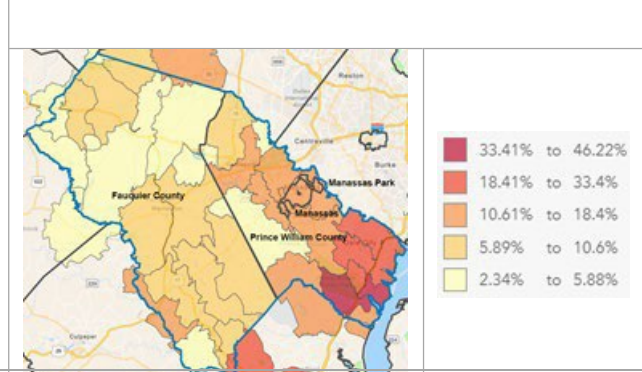 Reston
Centreville
Burke
Manassas Park
Fauquier County
Manassas
Prince William County
Culpeper
33.41% to 46.22%
18.41% to 33.4%
10.61% to 18.4%
5.89% to 10.6%
2.34% to 5.88%